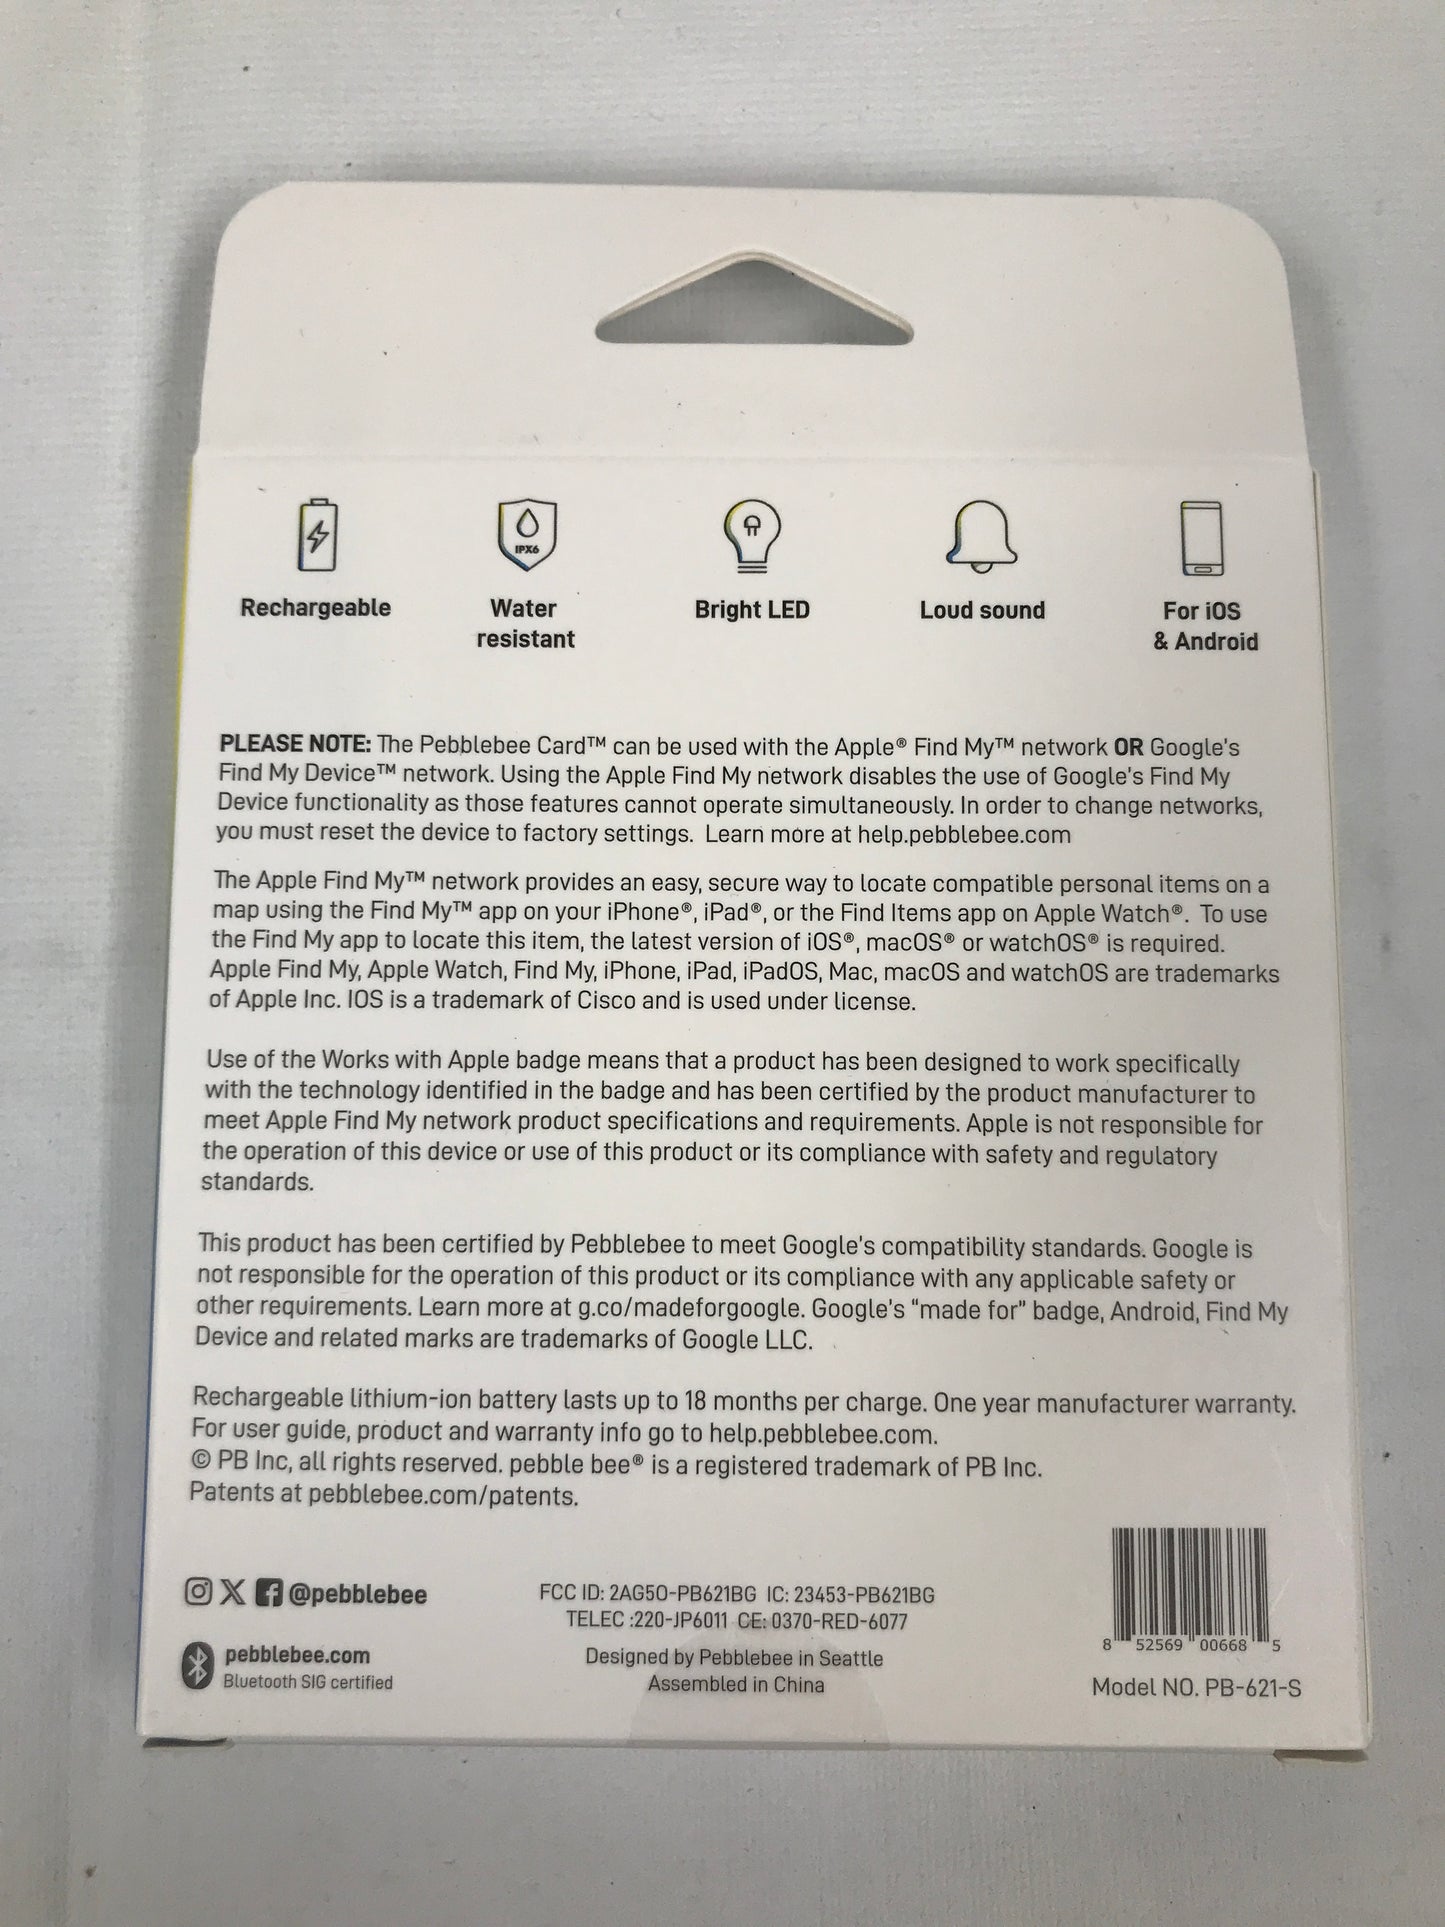 IPX6
Rechargeable
Water
resistant
Bright LED
Loud sound
For iOS
& Android
PLEASE NOTE: The Pebblebee Card™ can be used with the Apple® Find My™ network OR Google's
Find My Device™ network. Using the Apple Find My network disables the use of Google's Find My
Device functionality as those features cannot operate simultaneously. In order to change networks,
you must reset the device to factory settings. Learn more at help.pebblebee.com
The Apple Find My™ network provides an easy, secure way to locate compatible personal items on a
map using the Find My™ app on your iPhone®, iPad®, or the Find Items app on Apple Watch®. To use
the Find My app to locate this item, the latest version of iOS®, macOS® or watchOS® is required.
Apple Find My, Apple Watch, Find My, iPhone, iPad, iPadOS, Mac, macOS and watchOS are trademarks
of Apple Inc. IOS is a trademark of Cisco and is used under license.
Use of the Works with Apple badge means that a product has been designed to work specifically
with the technology identified in the badge and has been certified by the product manufacturer to
meet Apple Find My network product specifications and requirements. Apple is not responsible for
the operation of this device or use of this product or its compliance with safety and regulatory
standards.
This product has been certified by Pebblebee to meet Google's compatibility standards. Google is
not responsible for the operation of this product or its compliance with any applicable safety or
other requirements. Learn more at g.co/madeforgoogle. Google's "made for" badge, Android, Find My
Device and related marks are trademarks of Google LLC.
Rechargeable lithium-ion battery lasts up to 18 months per charge. One year manufacturer warranty.
For user guide, product and warranty info go to help.pebblebee.com.
© PB Inc, all rights reserved. pebble bee® is a registered trademark of PB Inc.
Patents at pebblebee.com/patents.
@pebblebee
pebblebee.com
Bluetooth SIG certified
FCC ID: 2AG5O-PB621BG IC: 23453-PB621BG
TELEC :220-JP6011 CE: 0370-RED-6077
Designed by Pebblebee in Seattle
Assembled in China
8 52569 00668 5
Model NO. PB-621-S